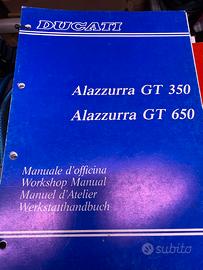 DUCATI
Alazzurra GT 350
Alazzurra GT 650
Manuale d'officina
Workshop Manual
Manuel d'Atelier
Werkstatthandbuch
subito